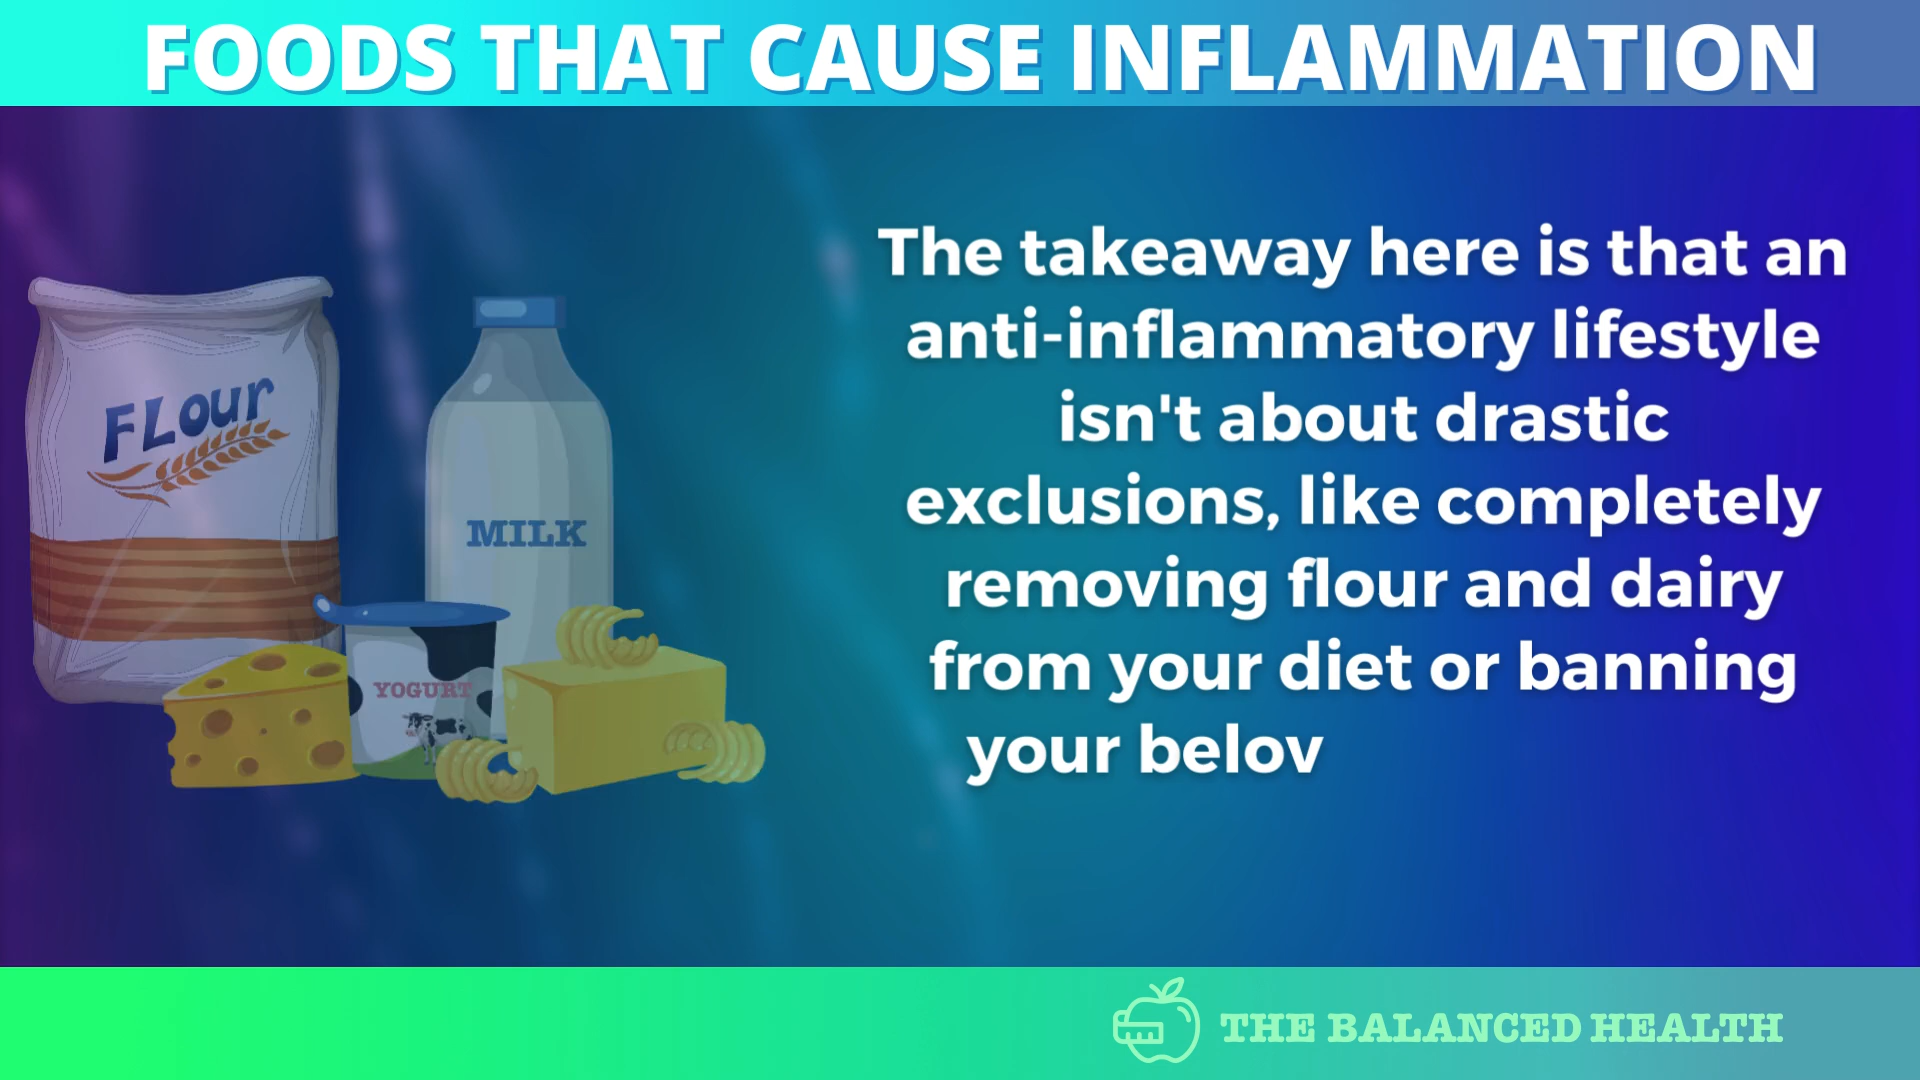 FOODS THAT CAUSE INFLAMMATION
The takeaway here is that an
anti-inflammatory lifestyle
isn't about drastic
exclusions, like completely
removing flour and dairy
from your diet or banning
your belov
FLour
MILK
YOGURT
THE BALANCED HEALTH